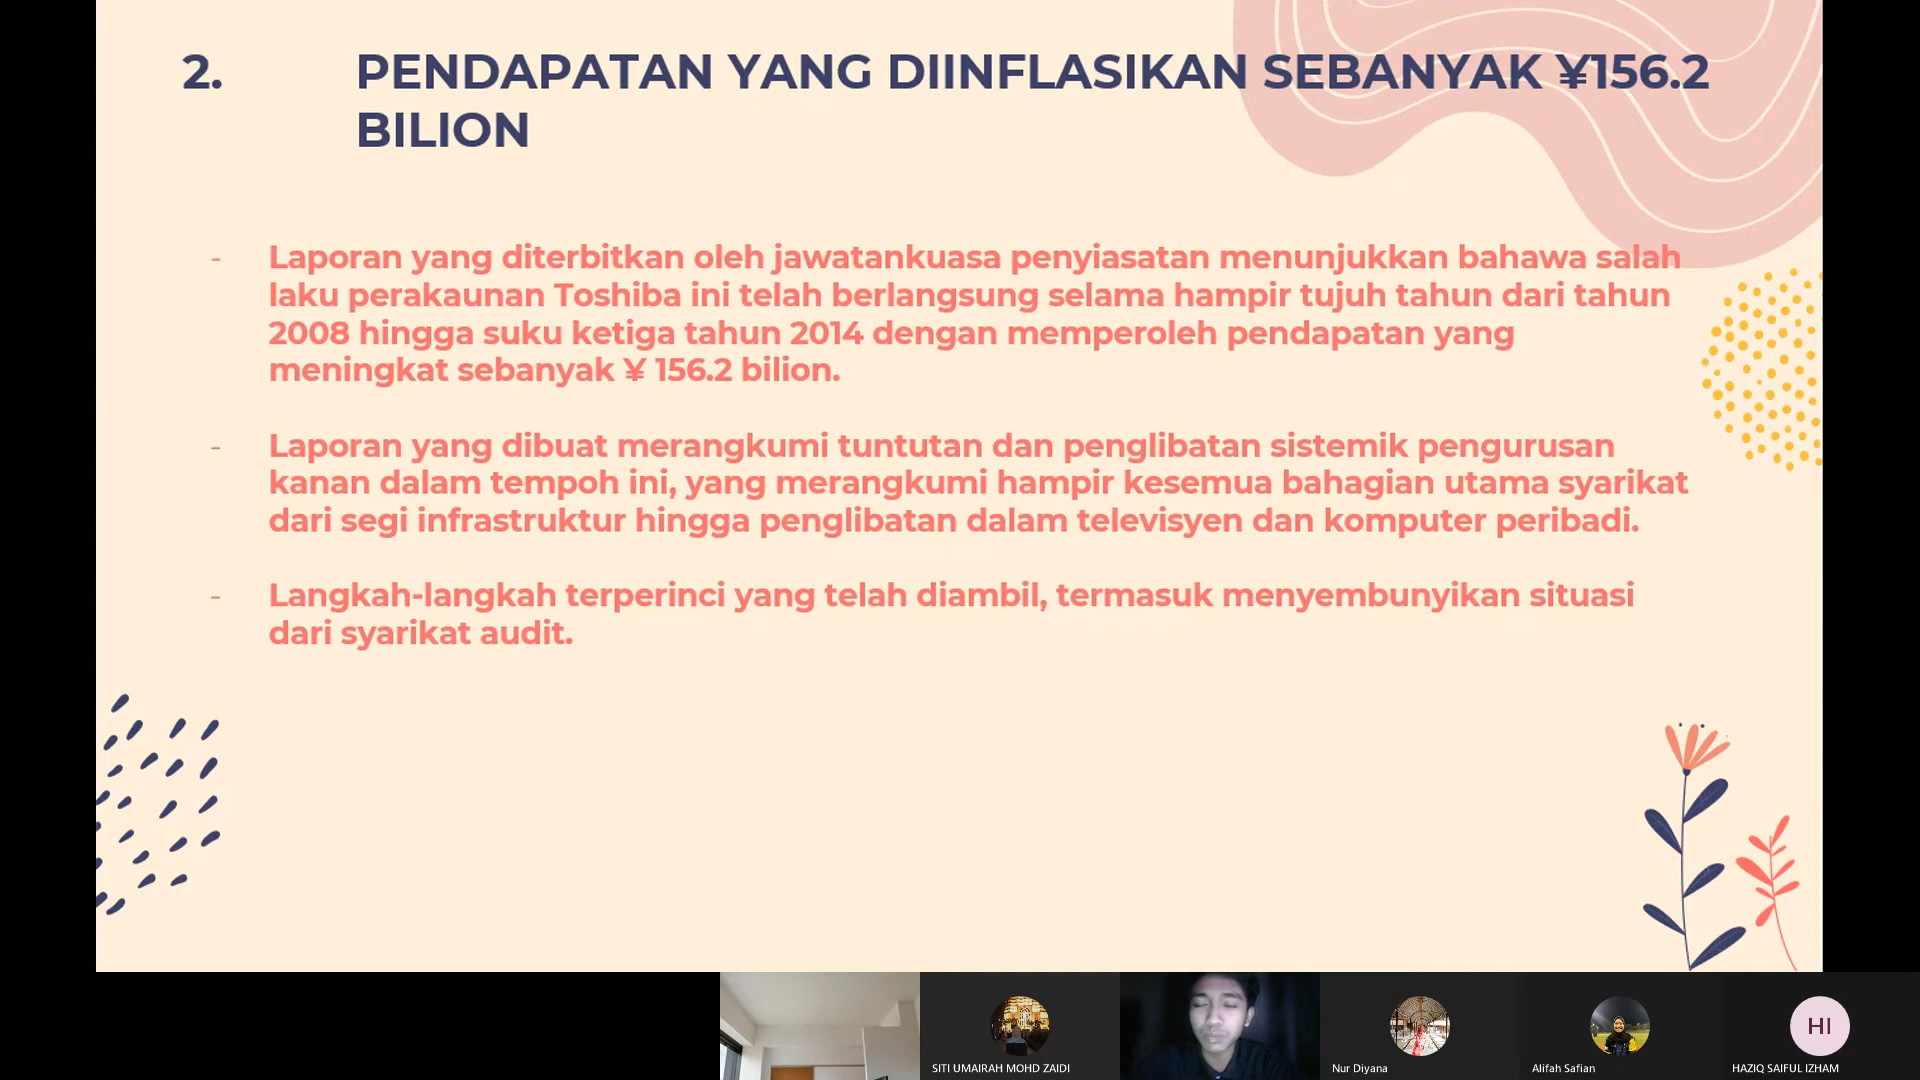 2. PENDAPATAN YANG DIINFLASIKAN SEBANYAK ¥156.2
BILION
- Laporan yang diterbitkan oleh jawatankuasa penyiasatan menunjukkan bahawa salah
laku perakaunan Toshiba ini telah berlangsung selama hampir tujuh tahun dari tahun
2008 hingga suku ketiga tahun 2014 dengan memperoleh pendapatan yang
meningkat sebanyak ¥ 156.2 bilion.
- Laporan yang dibuat merangkumi tuntutan dan penglibatan sistemik pengurusan
kanan dalam tempoh ini, yang merangkumi hampir kesemua bahagian utama syarikat
dari segi infrastruktur hingga penglibatan dalam televisyen dan komputer peribadi.
- Langkah-langkah terperinci yang telah diambil, termasuk menyembunyikan situasi
dari syarikat audit.
HI
SITI UMAIRAH MOHD ZAIDI
Nur Diyana
Alifah Safian
HAZIQ SAIFUL IZHAM